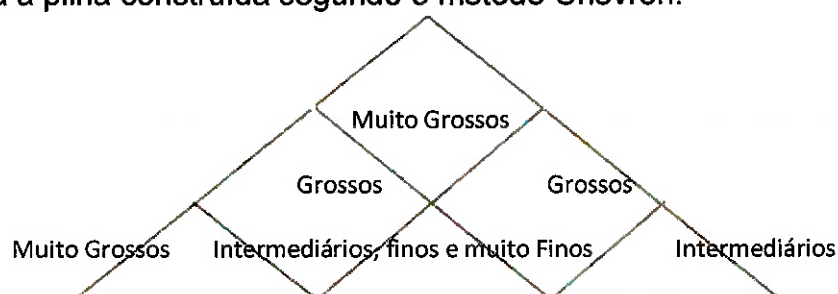 a a pilha construída segundo o método Chevron.
Muito Grossos
Grossos Grossos
Muito Grossos Intermediários, finos e muito Finos Intermediários